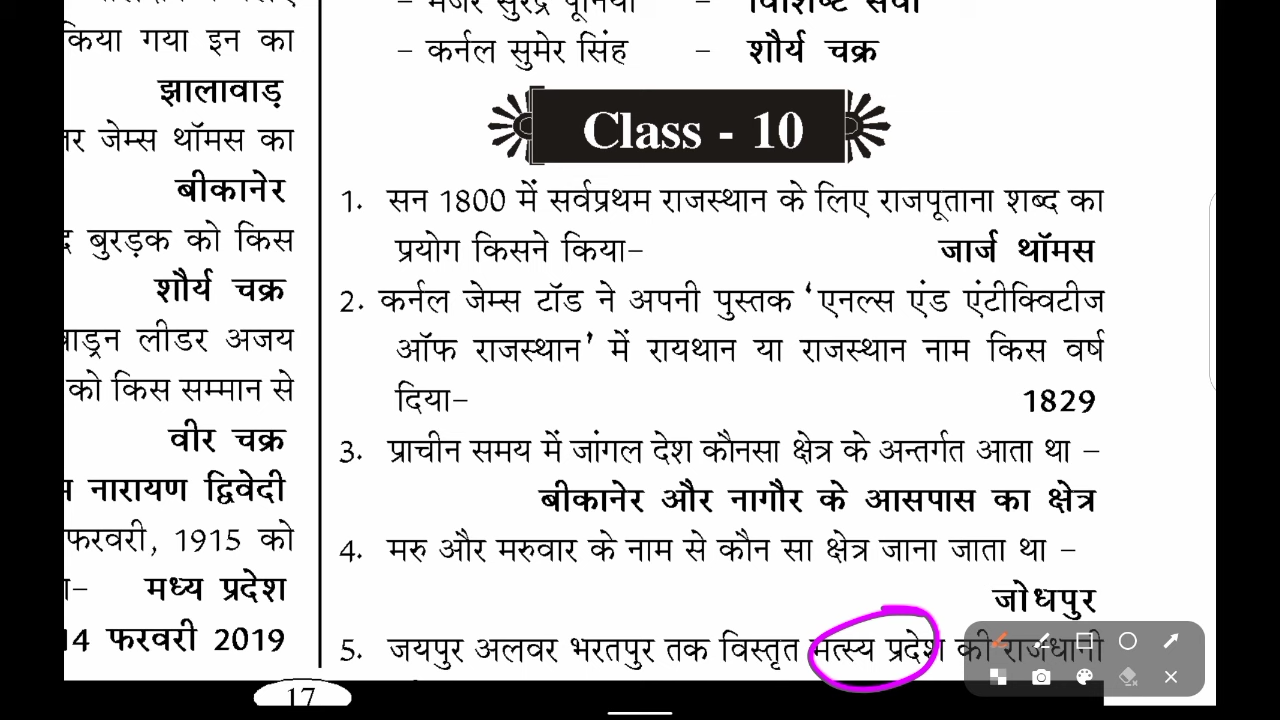 किया गया इन का
झालावाड़
जेम्स थॉमस का
बीकानेर
बुरड़क को किस
शौर्य चक्र
लीडर अजय
को किस सम्मान से
वीर चक्र
नारायण द्विवेदी
फरवरी, 1915 को
मध्य प्रदेश
14 फरवरी 2019
17
- मेजर सुरेंद्र पूनिया - विशिष्ट सेवा
- कर्नल सुमेर सिंह - शौर्य चक्र
Class - 10
1. सन 1800 में सर्वप्रथम राजस्थान के लिए राजपूताना शब्द का
प्रयोग किसने किया- जार्ज थॉमस
2. कर्नल जेम्स टॉड ने अपनी पुस्तक ‘एनल्स एंड एंटीक्विटीज
ऑफ राजस्थान’ में रायथान या राजस्थान नाम किस वर्ष
दिया- 1829
3. प्राचीन समय में जांगल देश कौनसा क्षेत्र के अन्तर्गत आता था -
बीकानेर और नागौर के आसपास का क्षेत्र
4. मरु और मरुवार के नाम से कौन सा क्षेत्र जाना जाता था -
जोधपुर
5. जयपुर अलवर भरतपुर तक विस्तृत मत्स्य प्रदेश की राजधानी